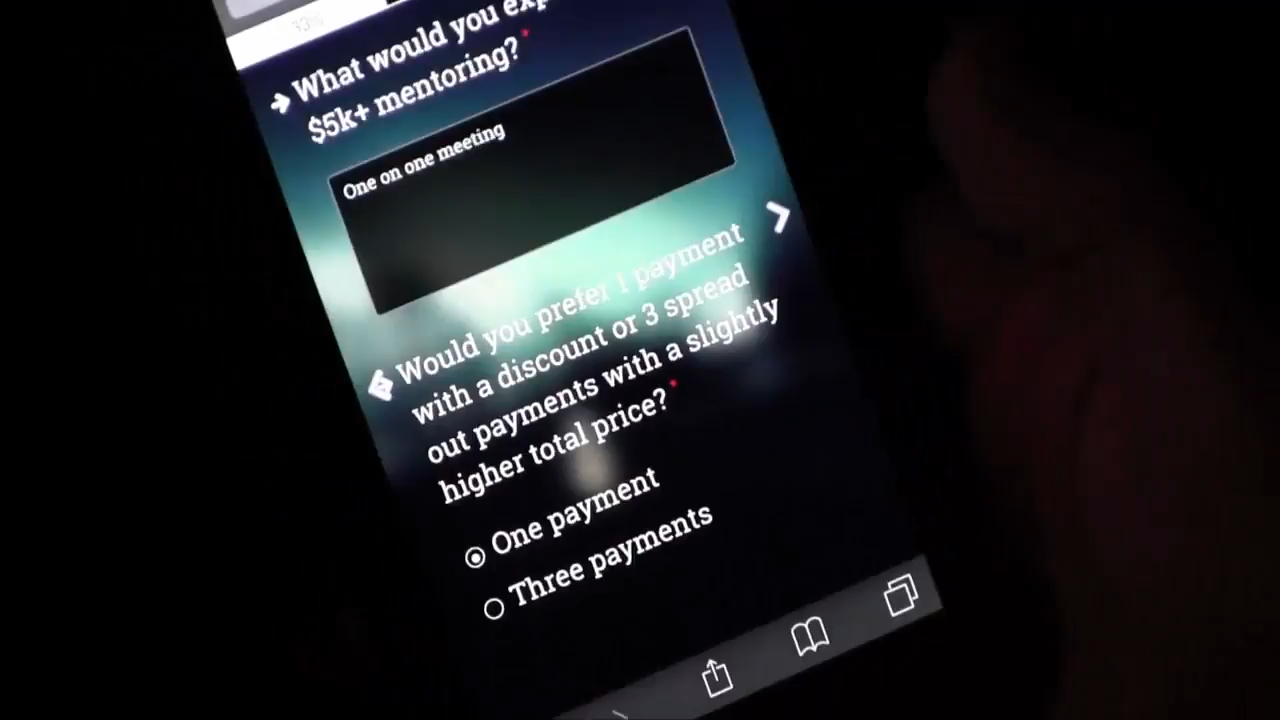 33%
What would you
$5k+ mentoring? *
One on one meeting
Would you prefer 1 payment
with a discount or 3 spread
out payments with a slightly
higher total price? *
One payment
Three payments